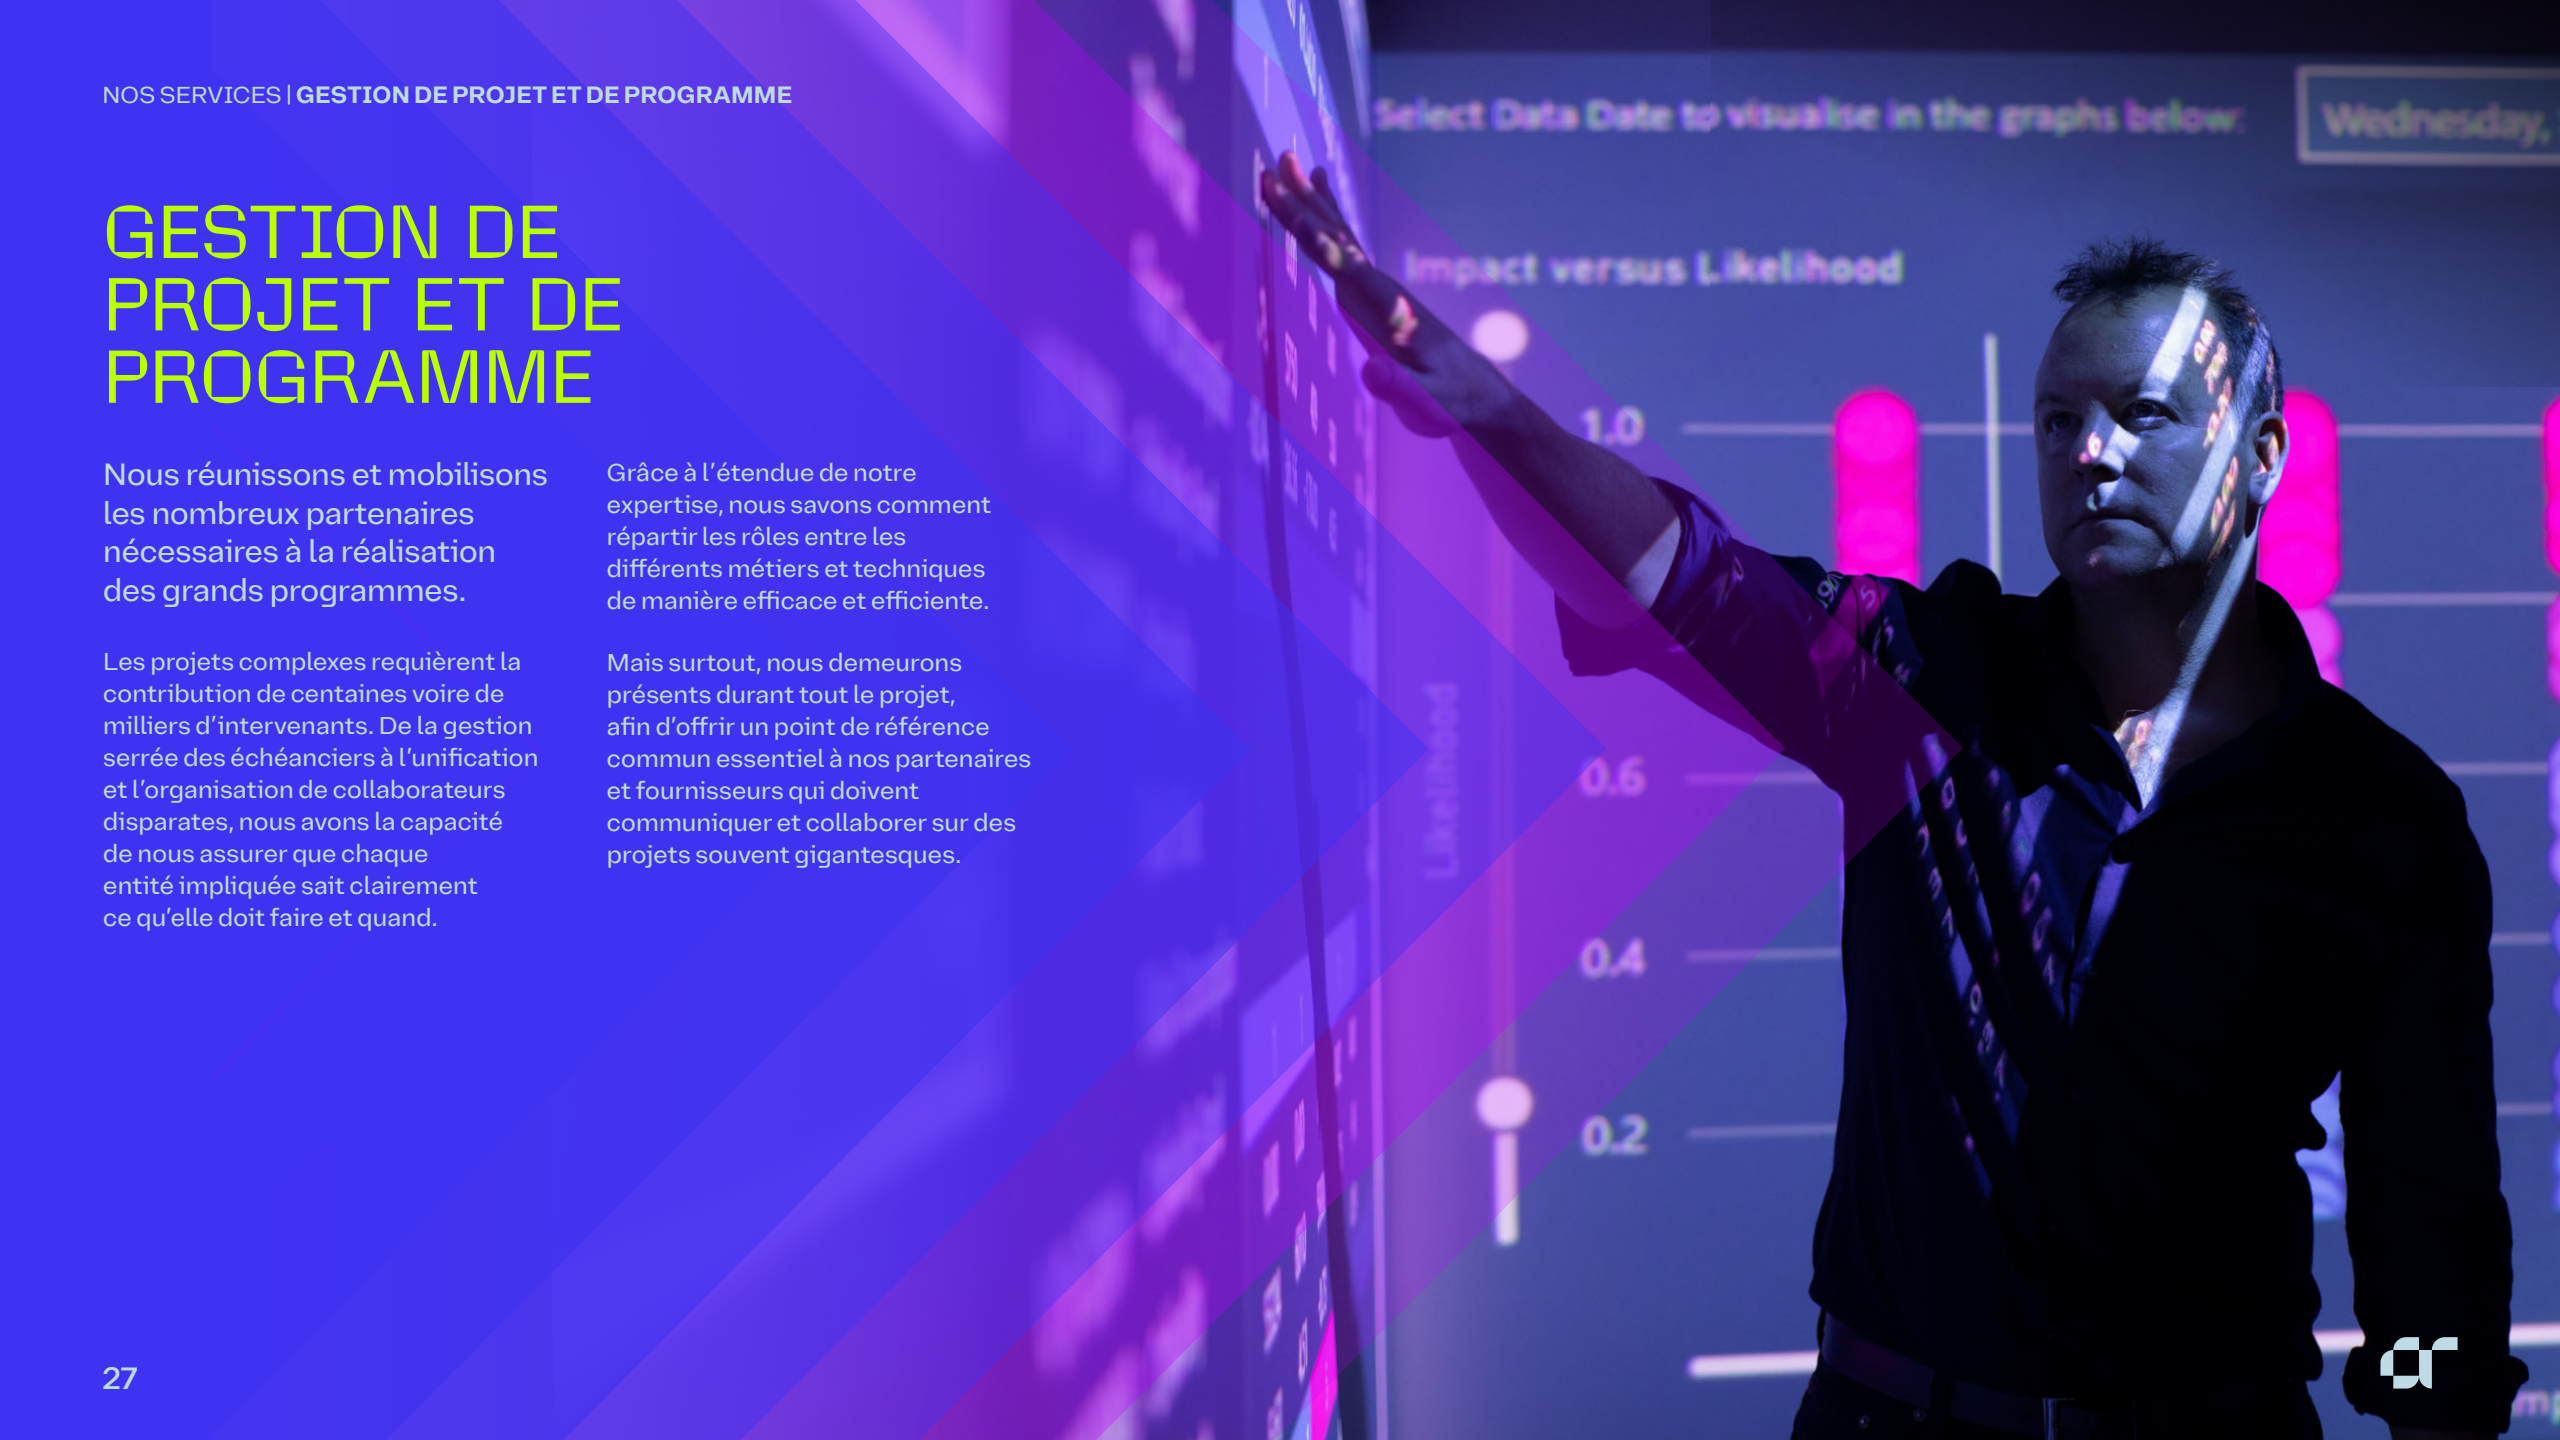 NOS SERVICES | GESTION DE PROJET ET DE PROGRAMME
GESTION DE
PROJET ET DE
PROGRAMME
Nous réunissons et mobilisons
les nombreux partenaires
nécessaires à la réalisation
des grands programmes.
Les projets complexes requièrent la
contribution de centaines voire de
milliers d’intervenants. De la gestion
serrée des échéanciers à l’unification
et l’organisation de collaborateurs
disparates, nous avons la capacité
de nous assurer que chaque
entité impliquée sait clairement
ce qu’elle doit faire et quand.
Grâce à l’étendue de notre
expertise, nous savons comment
répartir les rôles entre les
différents métiers et techniques
de manière efficace et efficiente.
Mais surtout, nous demeurons
présents durant tout le projet,
afin d’offrir un point de référence
commun essentiel à nos partenaires
et fournisseurs qui doivent
communiquer et collaborer sur des
projets souvent gigantesques.
Select Data Date to visualise in the graphs below:
Wednesday,
Impact versus Likelihood
Likelihood
1.0
0.6
0.4
0.2
27